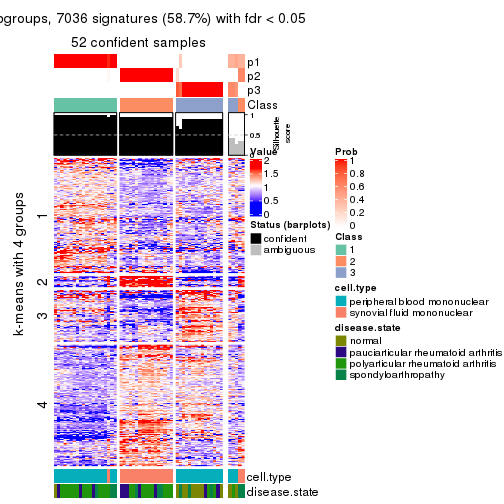 ogroups, 7036 signatures (58.7%) with fdr < 0.05
52 confident samples
p1
p2
p3
Class
1
0.5
0
Silhouette
score
k-means with 4 groups
1
2
3
4
cell.type
disease.state
Value
2
1.5
1
0.5
0
Status (barplots)
confident
ambiguous
Prob
1
0.8
0.6
0.4
0.2
0
Class
1
2
3
cell.type
peripheral blood mononuclear
synovial fluid mononuclear
disease.state
normal
pauciarticular rheumatoid arthritis
polyarticular rheumatoid arthritis
spondyloarthropathy